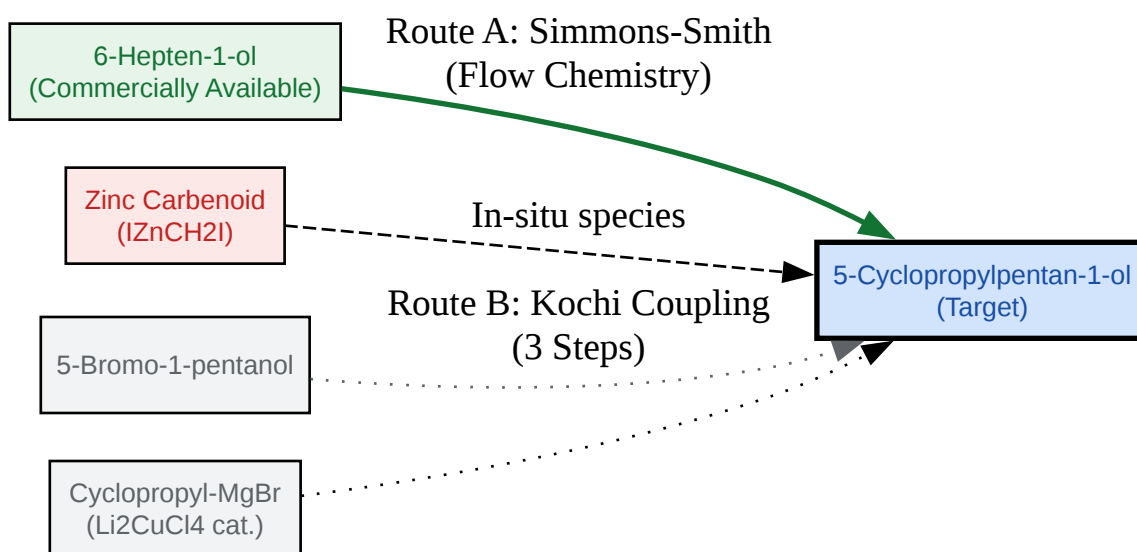 Route A: Simmons-Smith
(Flow Chemistry)
6-Hepten-1-ol
(Commercially Available)
Zinc Carbenoid
(IZnCH2I)
In-situ species
5-Cyclopropylpentan-1-ol
(Target)
Route B: Kochi Coupling
(3 Steps)
5-Bromo-1-pentanol
Cyclopropyl-MgBr
(Li2CuCl4 cat.)